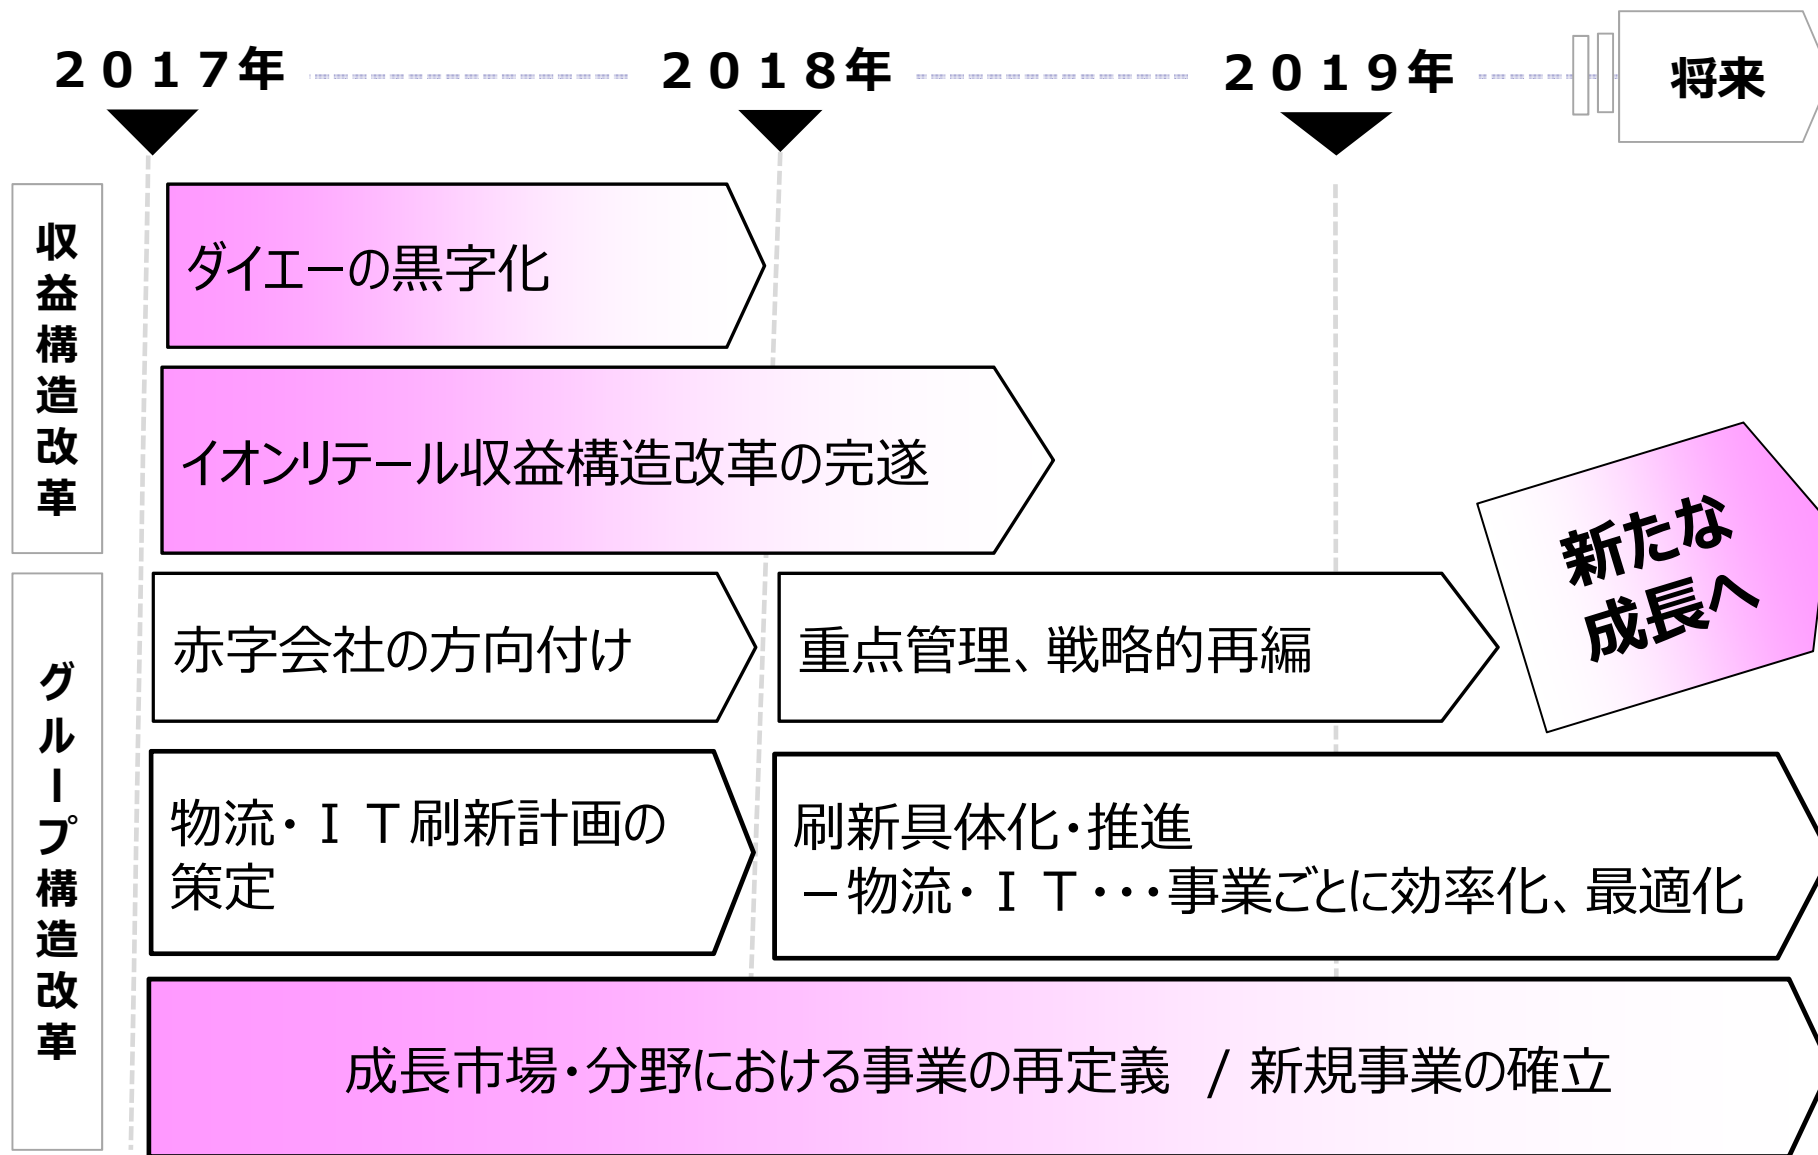 ２０１７年
２０１８年
２０１９年
将来
収益構造改革
ダイエーの黒字化
イオンリテール収益構造改革の完遂
新たな
成長へ
グループ構造改革
赤字会社の方向付け
重点管理、戦略的再編
物流・ＩＴ刷新計画の
策定
刷新具体化・推進
－物流・ＩＴ・・・事業ごとに効率化、最適化
成長市場・分野における事業の再定義 / 新規事業の確立